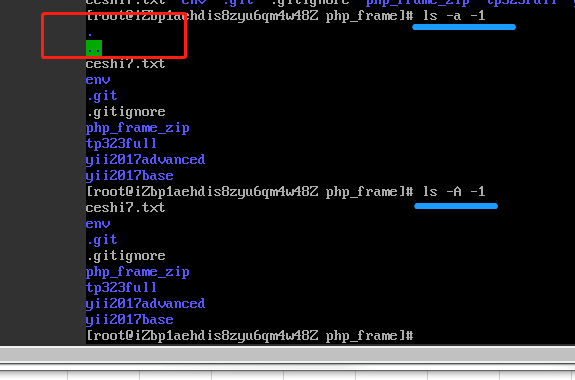 ceshi7.txt env .git .gitignore php_frame_zip tp323full
[root@iZbp1aehdis8zyu6qm4w48Z php_frame]# ls -a -1
.
..
ceshi7.txt
env
.git
.gitignore
php_frame_zip
tp323full
yii2017advanced
yii2017base
[root@iZbp1aehdis8zyu6qm4w48Z php_frame]# ls -A -1
ceshi7.txt
env
.git
.gitignore
php_frame_zip
tp323full
yii2017advanced
yii2017base
[root@iZbp1aehdis8zyu6qm4w48Z php_frame]#